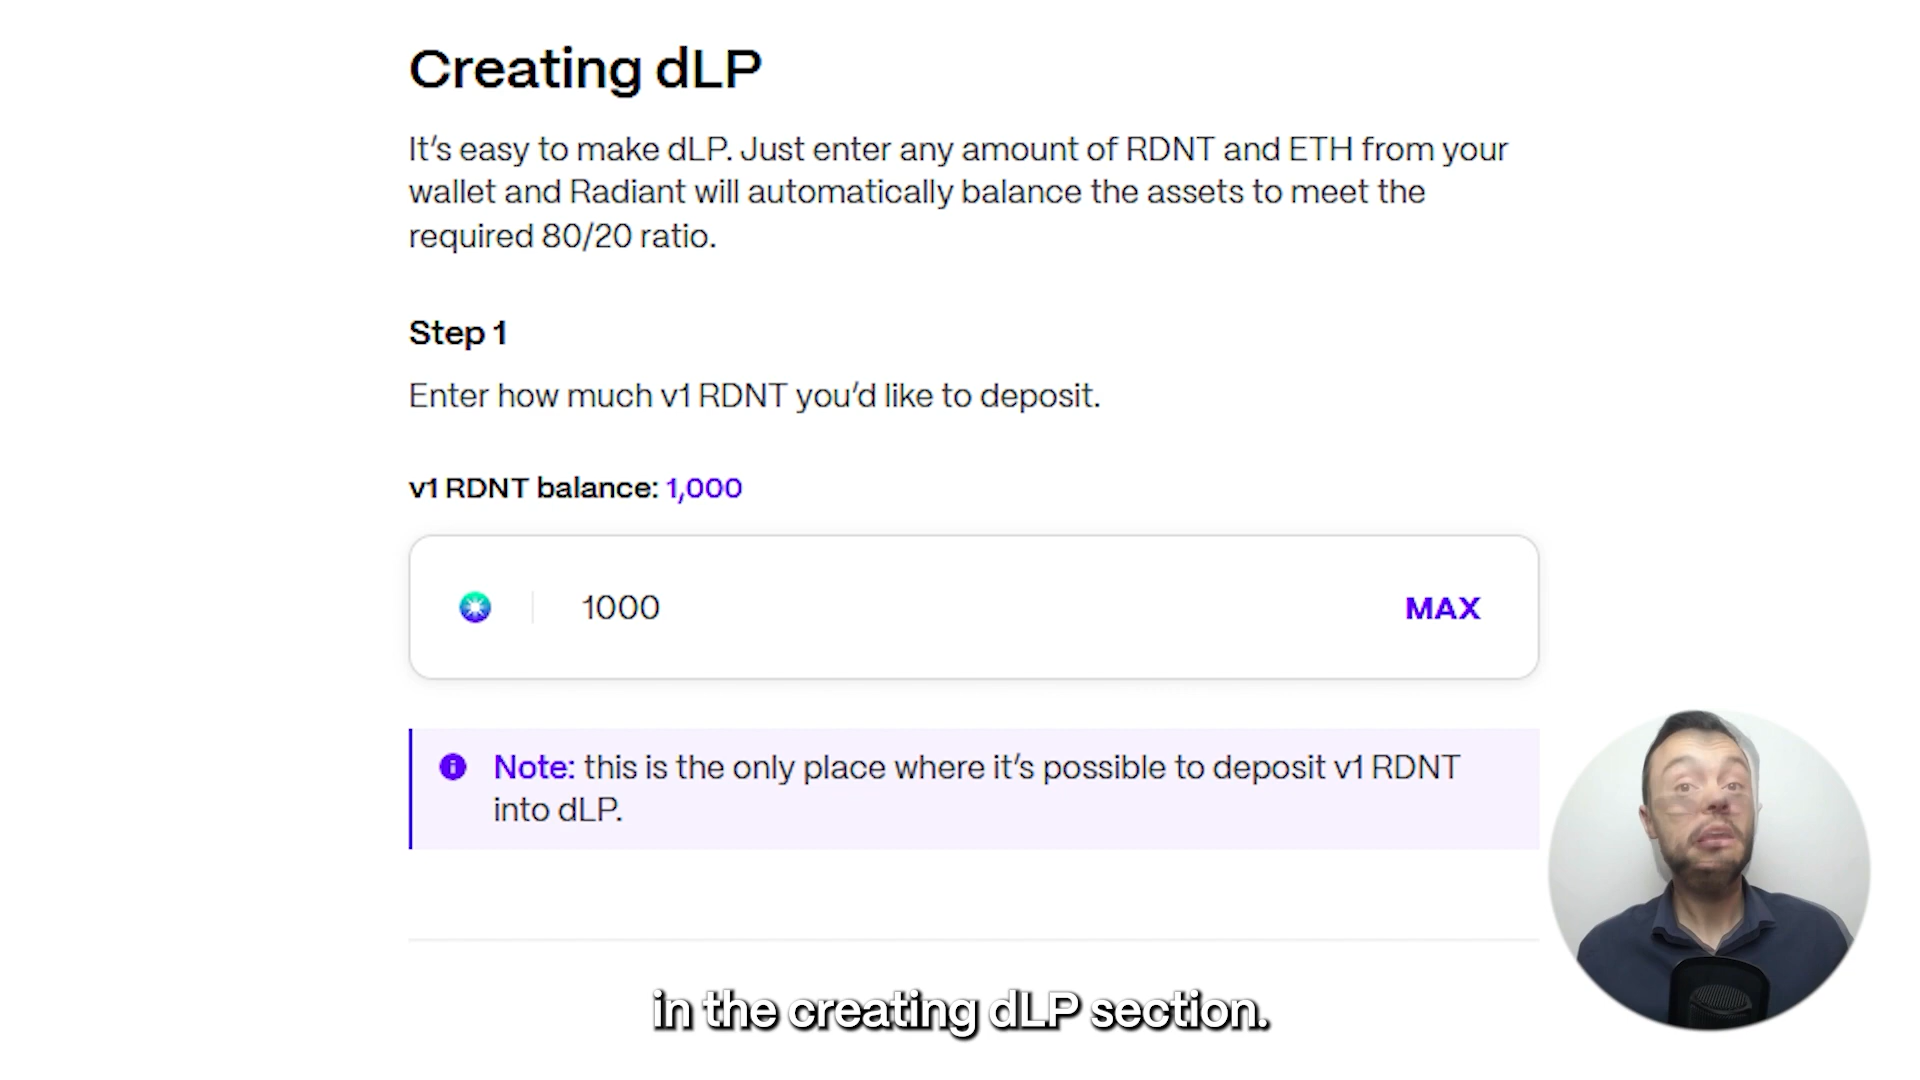 Creating dLP
It's easy to make dLP. Just enter any amount of RDNT and ETH from your
wallet and Radiant will automatically balance the assets to meet the
required 80/20 ratio.
Step 1
Enter how much v1 RDNT you'd like to deposit.
v1 RDNT balance: 1,000
1000 MAX
Note: this is the only place where it's possible to deposit v1 RDNT
into dLP.
in the creating dLP section.